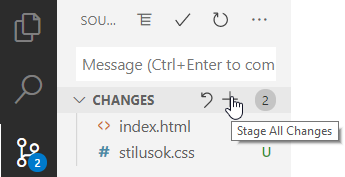 SOU...
Message (Ctrl+Enter to com
CHANGES 2
index.html
Stage All Changes
# stilusok.css U
2